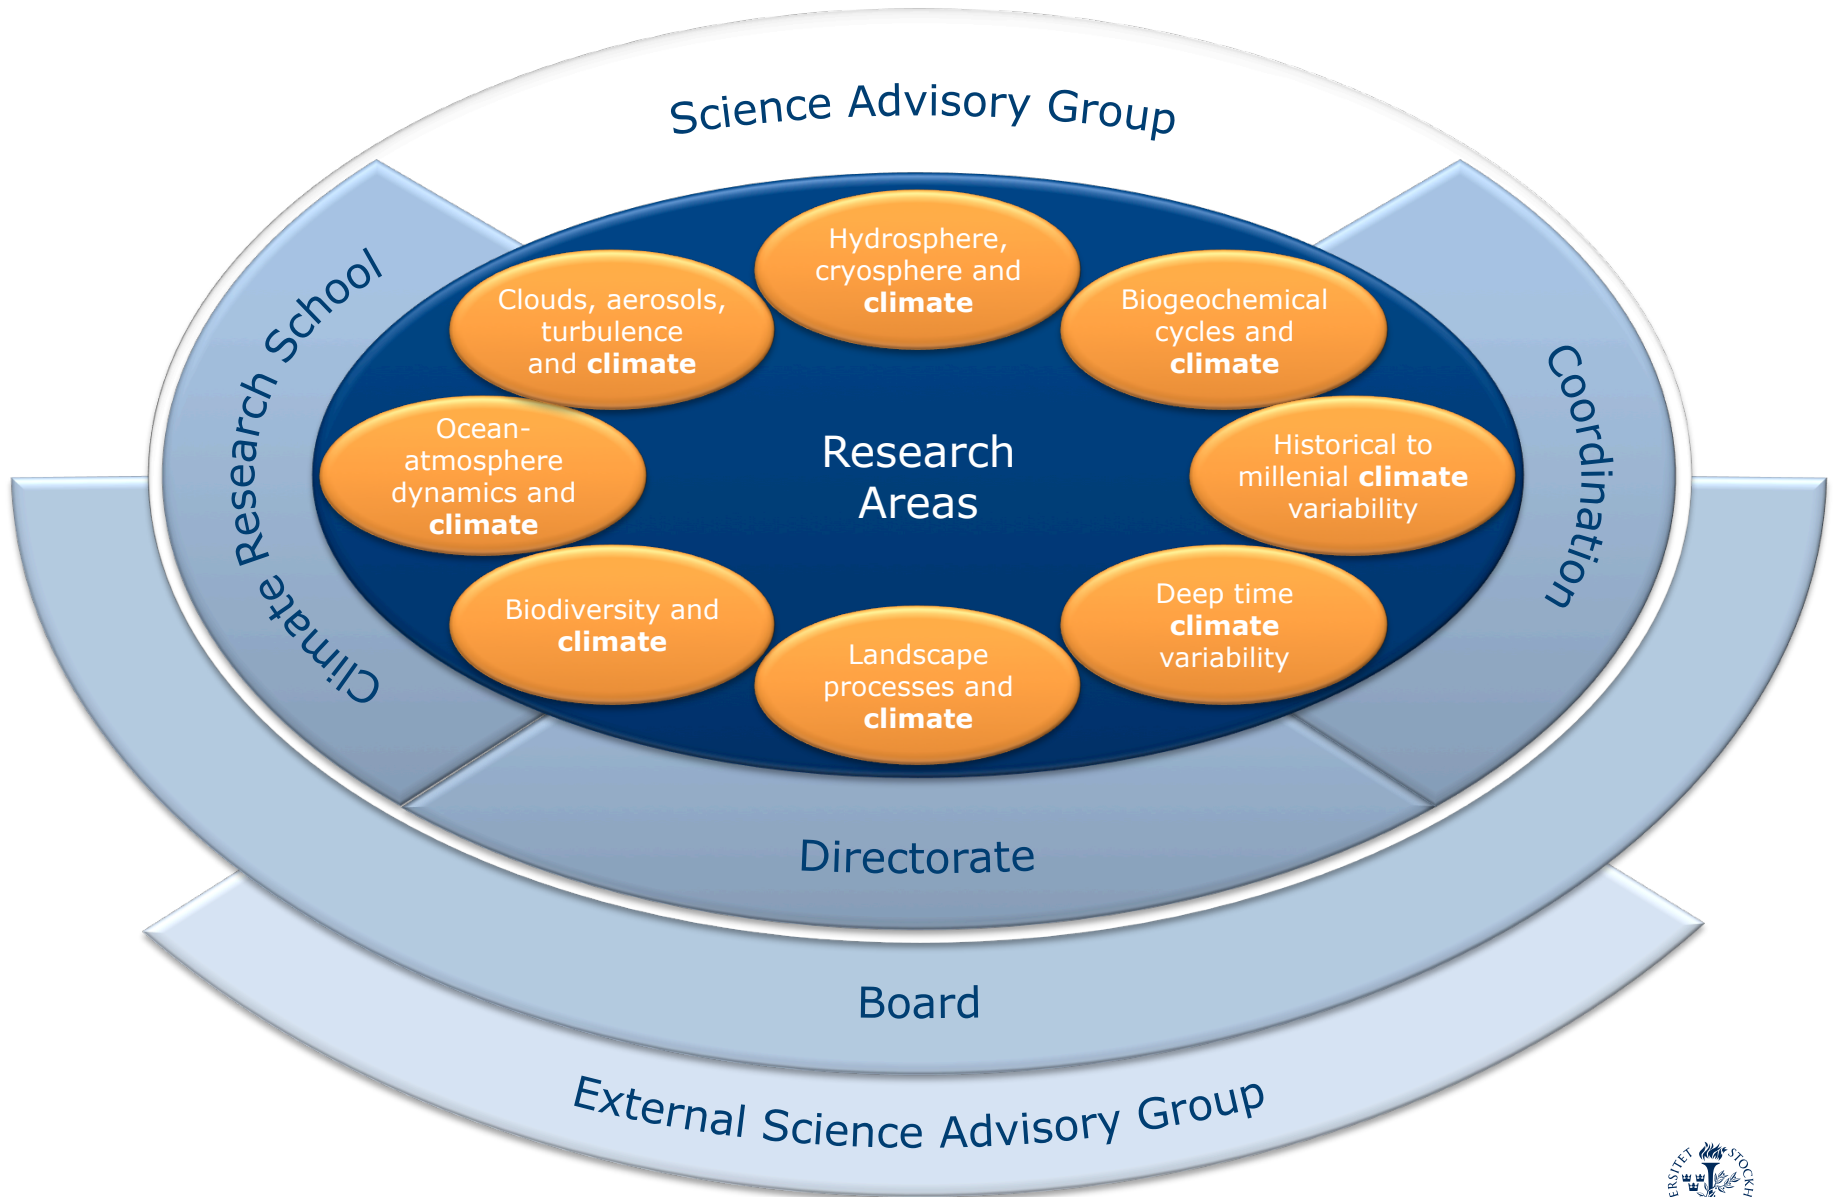 Science Advisory Group
Climate Research School
Coordination
Hydrosphere,
cryosphere and
climate
Clouds, aerosols,
turbulence
and climate
Biogeochemical
cycles and
climate
Ocean-
atmosphere
dynamics and
climate
Research
Areas
Historical to
millenial climate
variability
Biodiversity and
climate
Deep time
climate
variability
Landscape
processes and
climate
Directorate
Board
External Science Advisory Group